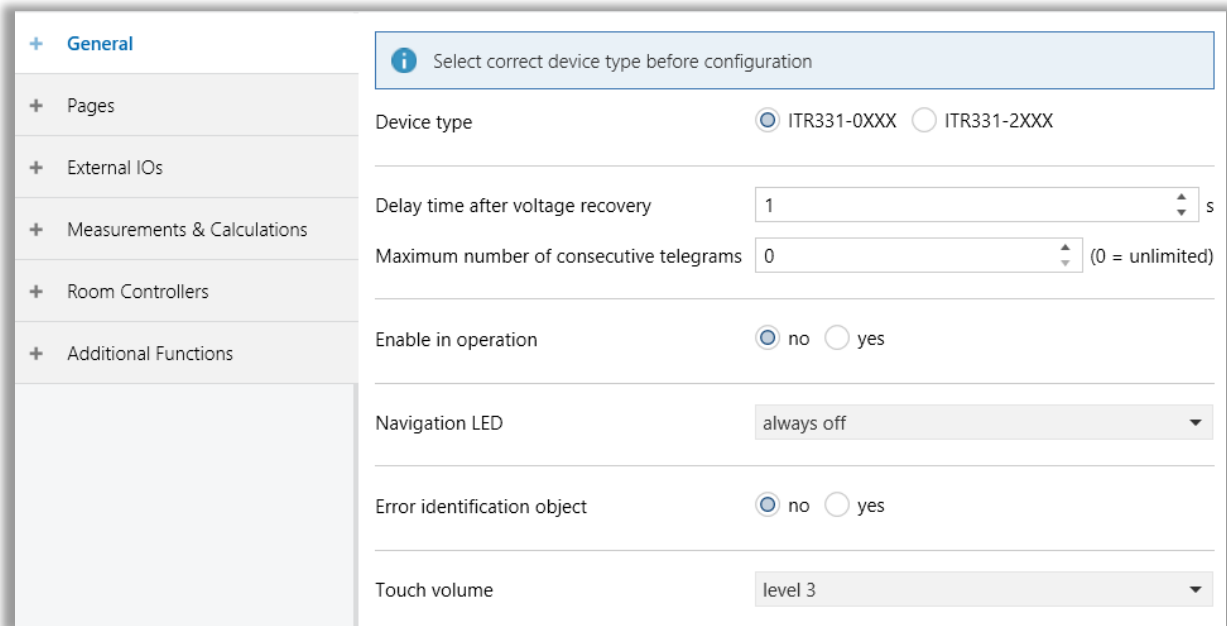 General
Pages
External IOs
Measurements & Calculations
Room Controllers
Additional Functions
Select correct device type before configuration
Device type ITR331-0XXX ITR331-2XXX
Delay time after voltage recovery 1 s
Maximum number of consecutive telegrams 0 (0 = unlimited)
Enable in operation no yes
Navigation LED always off
Error identification object no yes
Touch volume level 3